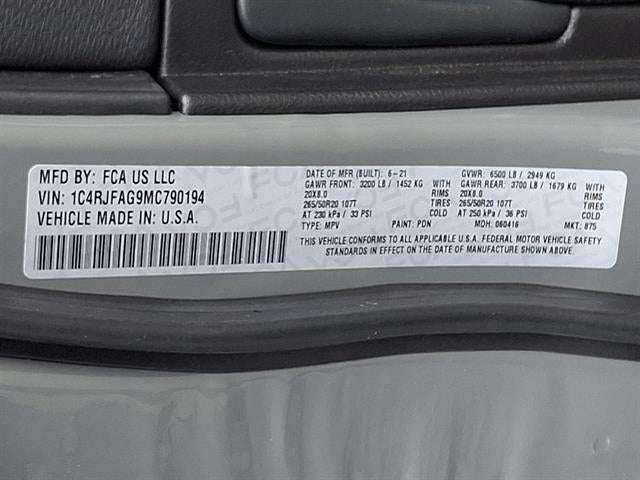 MFD BY: FCA US LLC
VIN: 1C4RJFAG9MC790194
VEHICLE MADE IN: U.S.A.
DATE OF MFR (BUILT): 6-21 GVWR: 6500 LB / 2949 KG
GAWR FRONT: 3200 LB / 1452 KG WITH GAWR REAR: 3700 LB / 1679 KG WITH
20X8.0 RIMS 20X8.0 RIMS
265/50R20 107T TIRES 265/50R20 107T TIRES
AT 230 kPa / 33 PSI AT 250 kPa / 36 PSI
TYPE: MPV PAINT: PDN MDH: 060416 MKT: 875
THIS VEHICLE CONFORMS TO ALL APPLICABLE U.S.A. FEDERAL MOTOR VEHICLE SAFETY
STANDARDS IN EFFECT ON THE DATE OF MANUFACTURE SHOWN ABOVE.